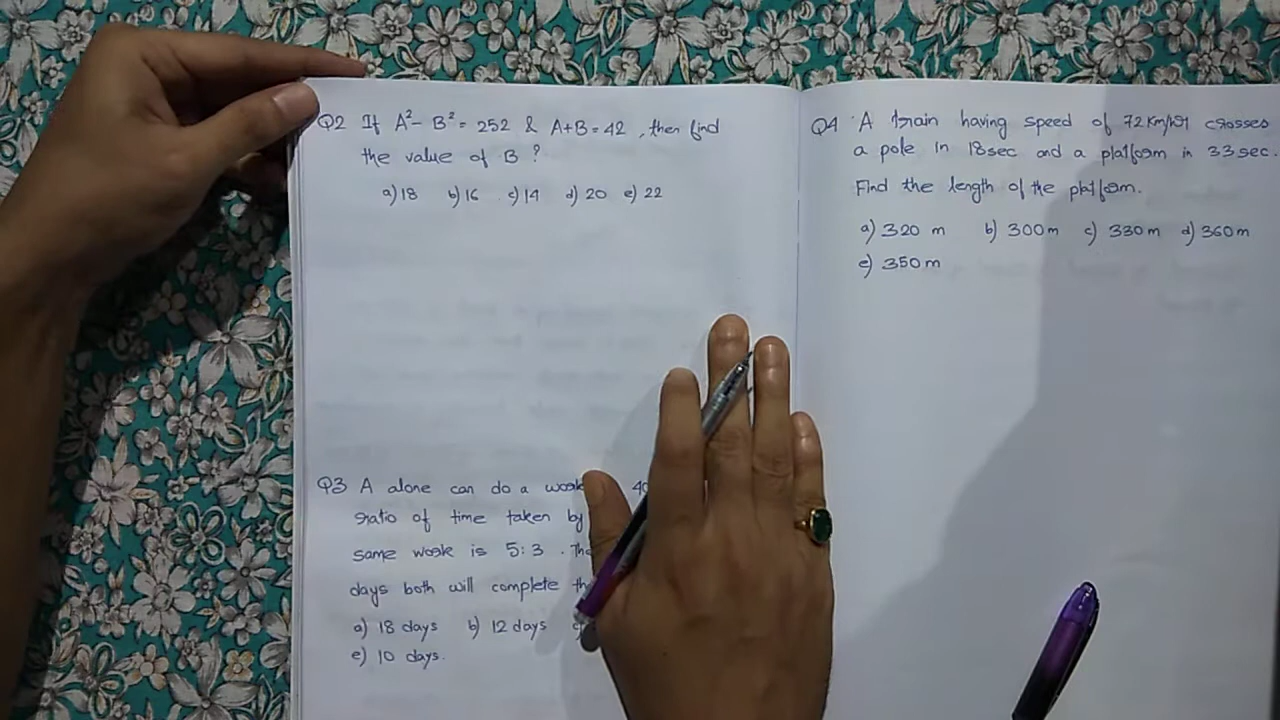 Q2 If A²- B² = 252 & A+B = 42 , then find
the value of B ?
a) 18 b) 16 c) 14 d) 20 e) 22
Q3 A alone can do a work 40
ratio of time taken by
same work is 5:3 . The
days both will complete th
a) 18 days b) 12 days c)
e) 10 days.
Q4 A train having speed of 72 Km/hr crosses
a pole in 18 sec and a platform in 33 sec.
Find the length of the platform.
a) 320 m b) 300 m c) 330 m d) 360 m
e) 350 m